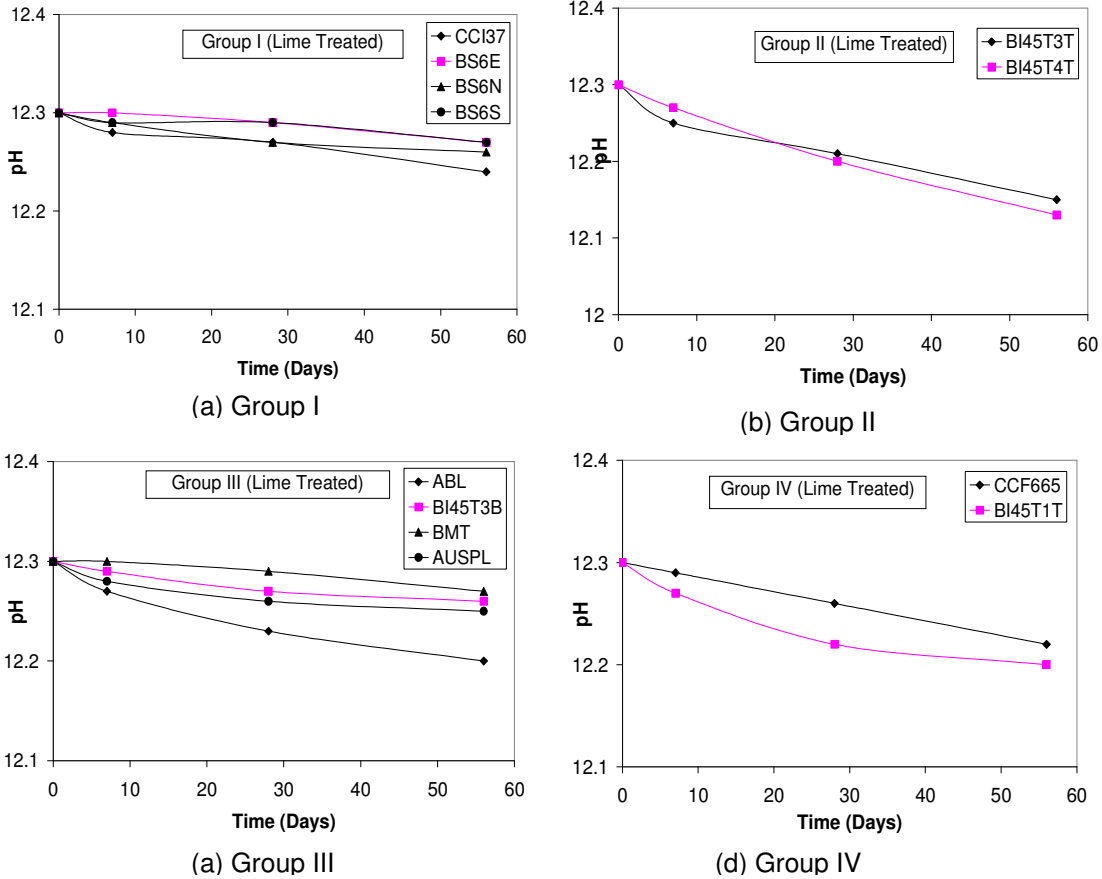 Group I (Lime Treated)
CCI37
BS6E
BS6N
BS6S
12.4
12.3
12.2
12.1
pH
0 10 20 30 40 50 60
Time (Days)
(a) Group I
Group II (Lime Treated)
BI45T3T
BI45T4T
12.4
12.3
12.2
12.1
12
pH
0 10 20 30 40 50 60
Time (Days)
(b) Group II
Group III (Lime Treated)
ABL
BI45T3B
BMT
AUSPL
12.4
12.3
12.2
12.1
pH
0 10 20 30 40 50 60
Time (Days)
(a) Group III
Group IV (Lime Treated)
CCF665
BI45T1T
12.4
12.3
12.2
12.1
pH
0 10 20 30 40 50 60
Time (Days)
(d) Group IV